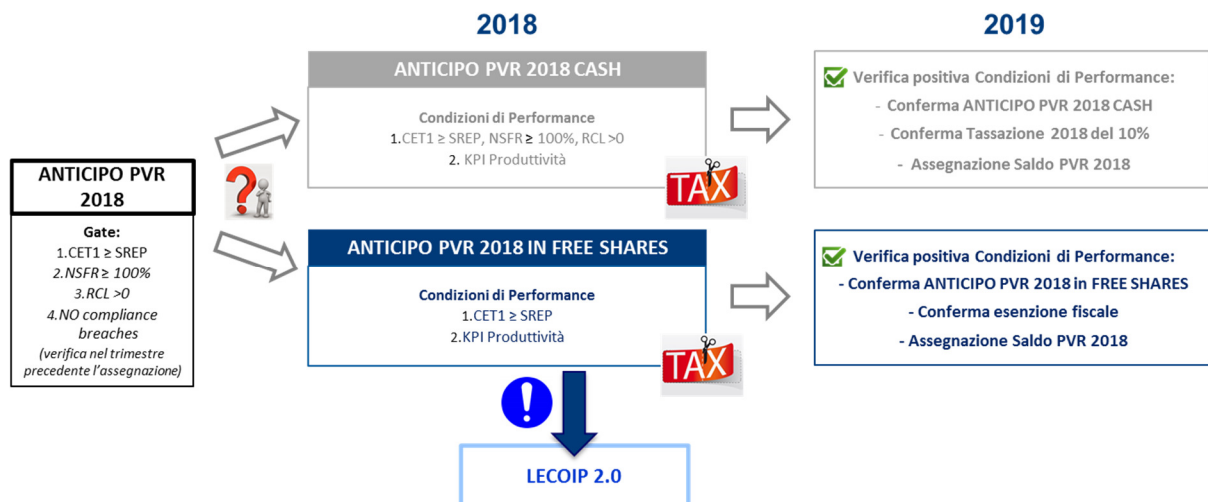 2018
2019
ANTICIPO PVR 2018
Gate:
1.CET1 ≥ SREP
2.NSFR ≥ 100%
3.RCL >0
4.NO compliance
breaches
(verifica nel trimestre
precedente l'assegnazione)
ANTICIPO PVR 2018 CASH
Condizioni di Performance
1.CET1 ≥ SREP, NSFR ≥ 100%, RCL >0
2. KPI Produttività
TAX
Verifica positiva Condizioni di Performance:
- Conferma ANTICIPO PVR 2018 CASH
- Conferma Tassazione 2018 del 10%
- Assegnazione Saldo PVR 2018
ANTICIPO PVR 2018 IN FREE SHARES
Condizioni di Performance
1.CET1 ≥ SREP
2.KPI Produttività
TAX
Verifica positiva Condizioni di Performance:
- Conferma ANTICIPO PVR 2018 in FREE SHARES
- Conferma esenzione fiscale
- Assegnazione Saldo PVR 2018
LECOIP 2.0